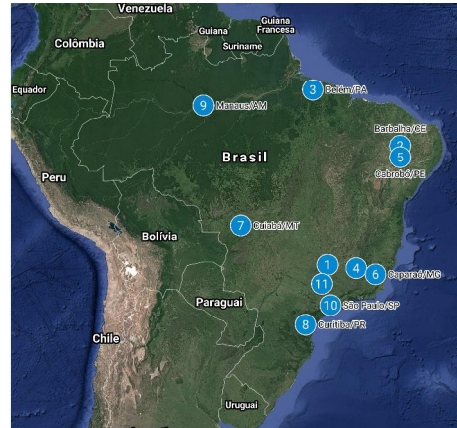 Venezuela
Guiana
Francesa
Guiana
Colômbia
Suriname
Equador
3 Belém/PA
9 Manaus/AM
Barbalha/CE
2
Brasil
5
Cabrobó/PE
Peru
7 Cuiabá/MT
Bolívia
1
4
6 Caparaó/MG
11
Paraguai
10 São Paulo/SP
8 Curitiba/PR
Chile
Uruguai